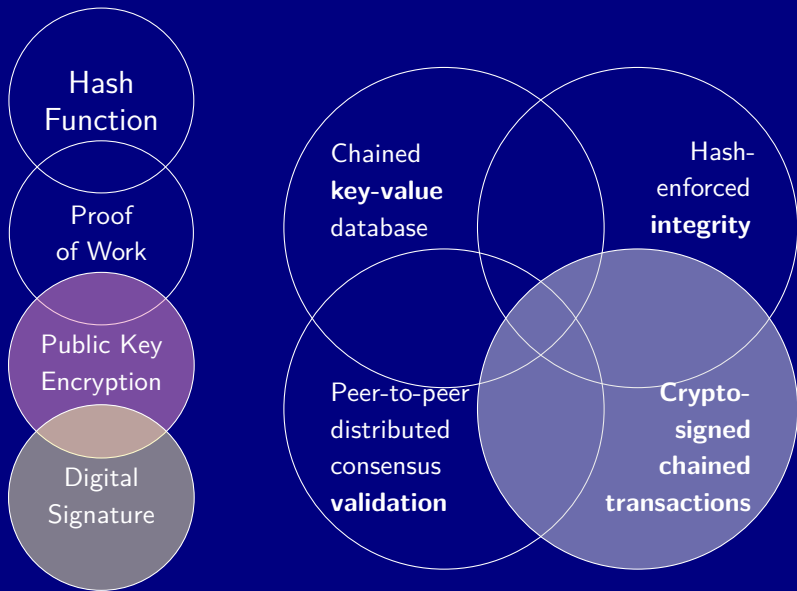 Hash
Function
Proof
of Work
Public Key
Encryption
Digital
Signature
Chained
key-value
database
Hash-
enforced
integrity
Peer-to-peer
distributed
consensus
validation
Crypto-
signed
chained
transactions